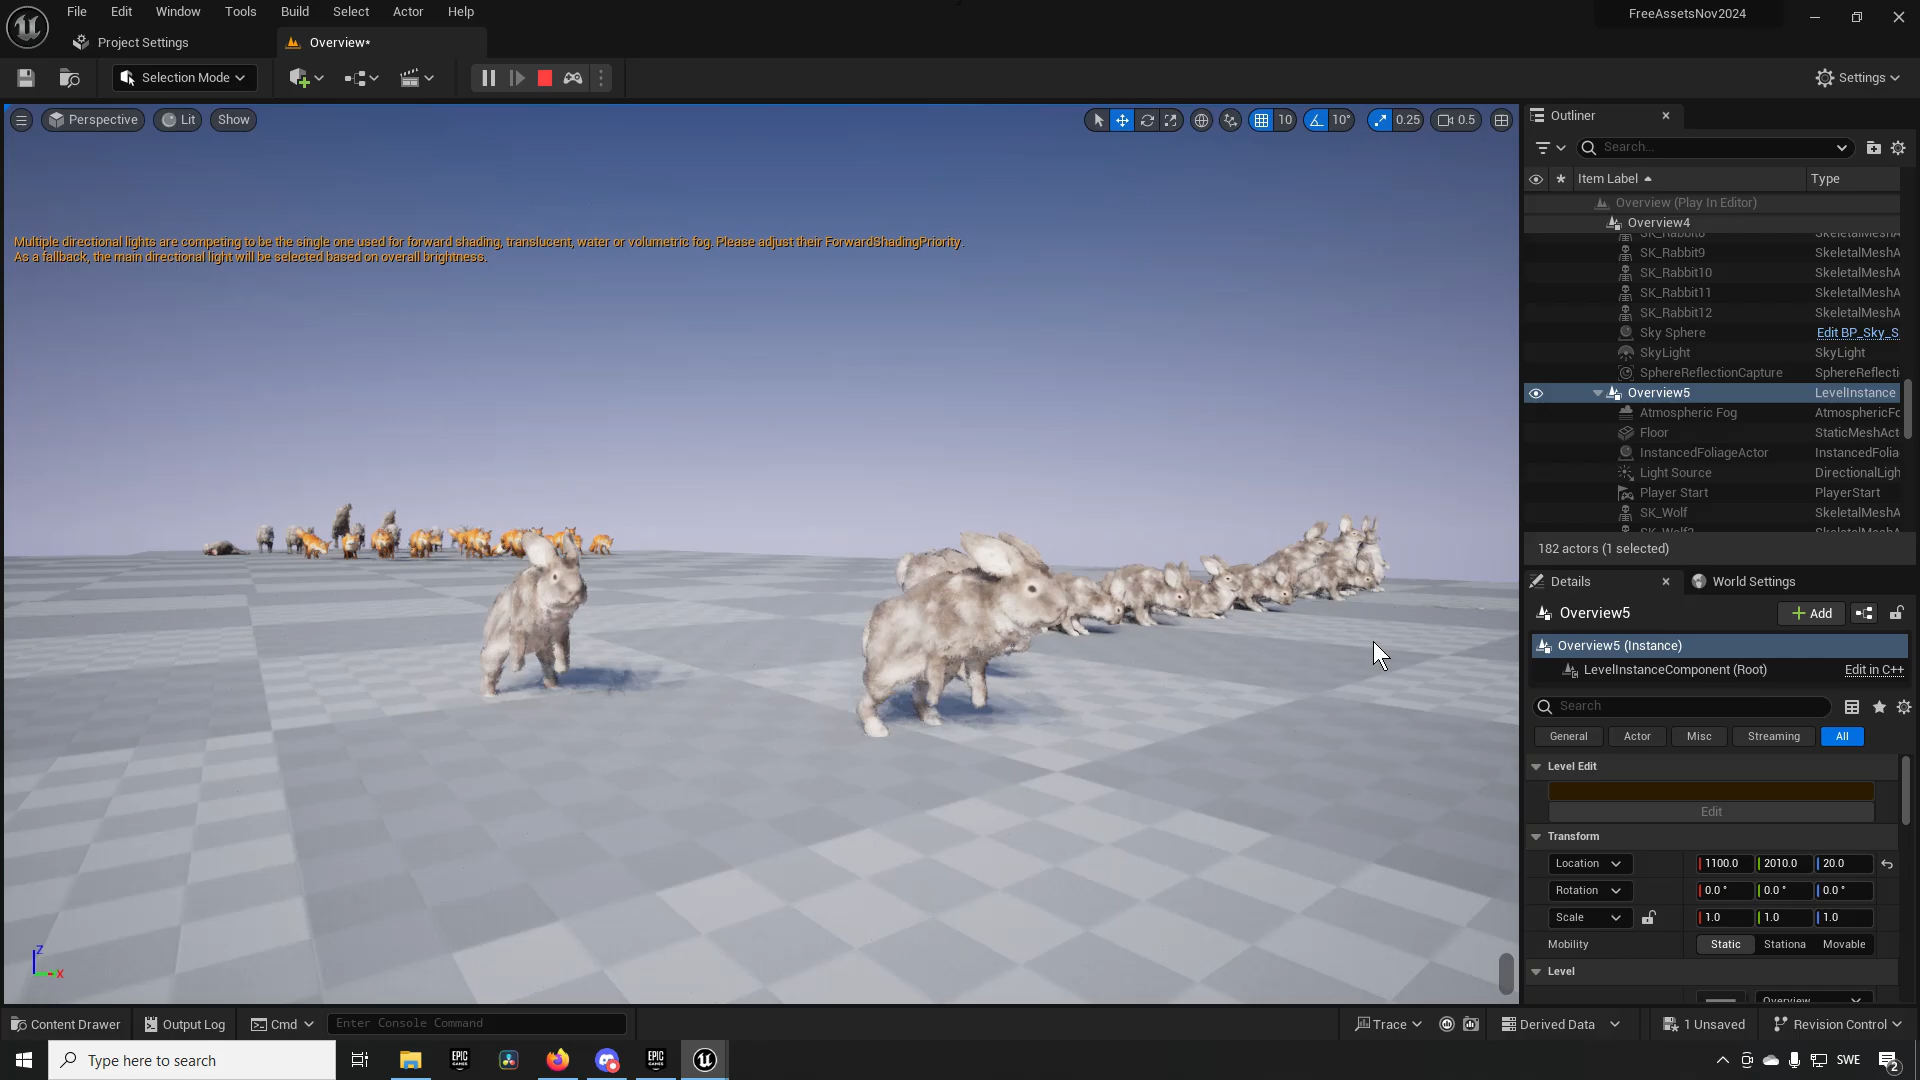 File Edit Window Tools Build Select Actor Help
FreeAssetsNov2024
Project Settings
Overview*
Selection Mode
Settings
Perspective Lit Show
10 10° 0.25 0.5
Multiple directional lights are competing to be the single one used for forward shading, translucent, water or volumetric fog. Please adjust their ForwardShadingPriority.
As a fallback, the main directional light will be selected based on overall brightness.
Outliner
Search...
Item Label Type
Overview (Play In Editor)
Overview4
SK_Rabbit9 SkeletalMeshA
SK_Rabbit10 SkeletalMeshA
SK_Rabbit11 SkeletalMeshA
SK_Rabbit12 SkeletalMeshA
Sky Sphere Edit BP_Sky_S
SkyLight SkyLight
SphereReflectionCapture SphereReflecti
Overview5 LevelInstance
Atmospheric Fog AtmosphericFo
Floor StaticMeshAct
InstancedFoliageActor InstancedFolia
Light Source DirectionalLigh
Player Start PlayerStart
SK_Wolf SkeletalMeshA
182 actors (1 selected)
Details World Settings
Overview5 Add
Overview5 (Instance)
LevelInstanceComponent (Root) Edit in C++
Search
General Actor Misc Streaming All
Level Edit
Edit
Transform
Location 1100.0 2010.0 20.0
Rotation 0.0 ° 0.0 ° 0.0 °
Scale 1.0 1.0 1.0
Mobility Static Stationa Movable
Level
Overview
Z
X
Content Drawer Output Log Cmd Enter Console Command
Trace Derived Data 1 Unsaved Revision Control
Type here to search
EPIC GAMES
EPIC GAMES
SWE
2